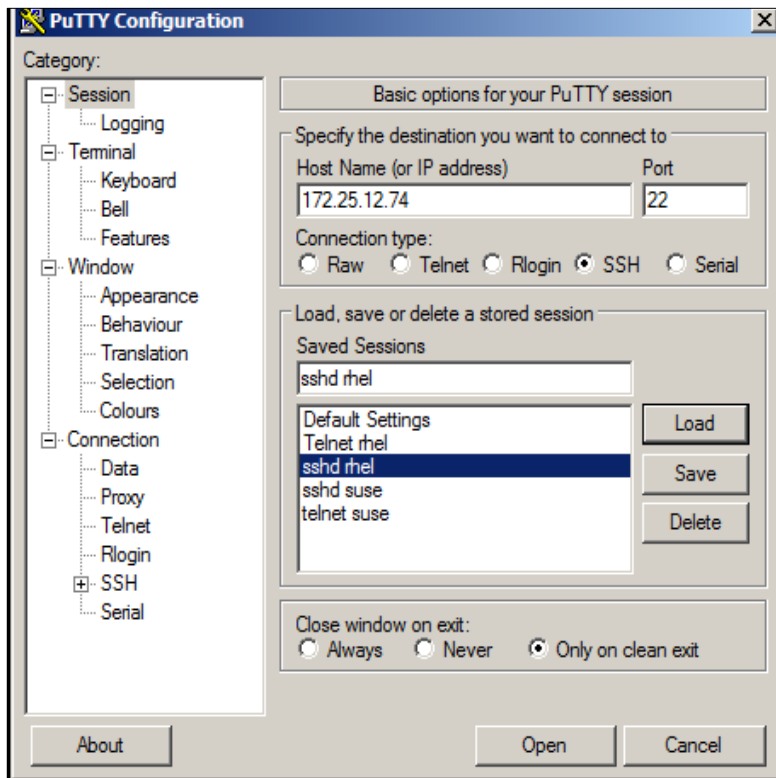 PuTTY Configuration
Category:
Session
Logging
Terminal
Keyboard
Bell
Features
Window
Appearance
Behaviour
Translation
Selection
Colours
Connection
Data
Proxy
Telnet
Rlogin
SSH
Serial
Basic options for your PuTTY session
Specify the destination you want to connect to
Host Name (or IP address) Port
172.25.12.74 22
Connection type:
Raw Telnet Rlogin SSH Serial
Load, save or delete a stored session
Saved Sessions
sshd rhel
Default Settings
Telnet rhel
sshd rhel
sshd suse
telnet suse
Load
Save
Delete
Close window on exit:
Always Never Only on clean exit
About Open Cancel